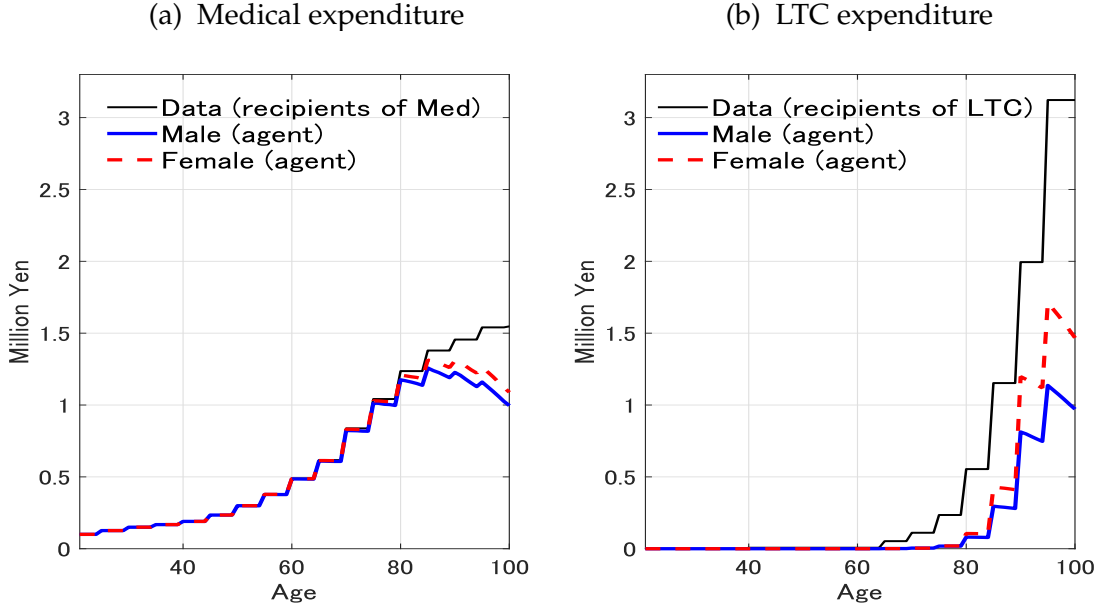 (a) Medical expenditure
Data (recipients of Med)
Male (agent)
Female (agent)
3
2.5
2
1.5
1
0.5
0
Million Yen
40
60
80
100
Age
(b) LTC expenditure
Data (recipients of LTC)
Male (agent)
Female (agent)
3
2.5
2
1.5
1
0.5
0
Million Yen
40
60
80
100
Age